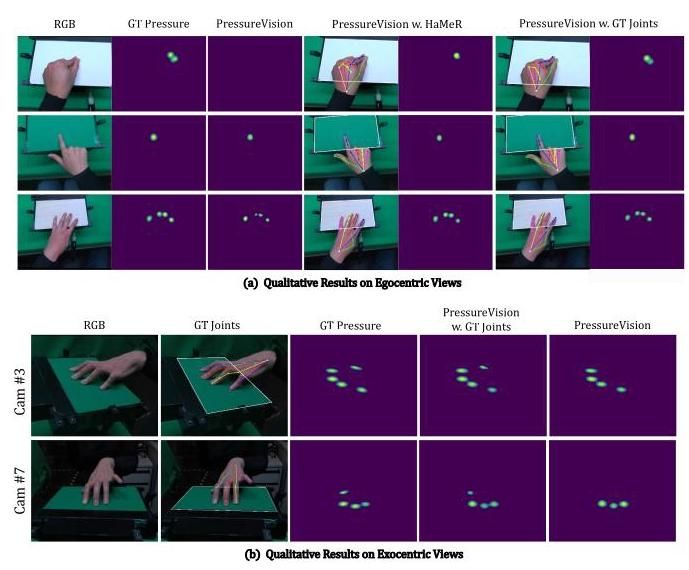 RGB GT Pressure PressureVision PressureVision w. HaMeR PressureVision w. GT Joints
(a) Qualitative Results on Egocentric Views
RGB GT Joints GT Pressure PressureVision w. GT Joints PressureVision
Cam #3
Cam #7
(b) Qualitative Results on Exocentric Views